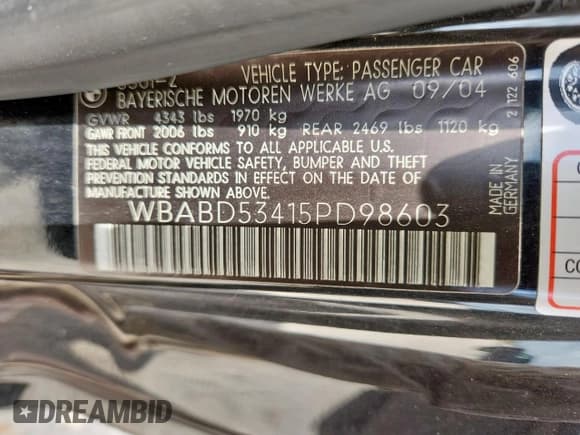 VEHICLE TYPE: PASSENGER CAR
BAYERISCHE MOTOREN WERKE AG 09/04
GVWR 4343 lbs 1970 kg
GAWR FRONT 2006 lbs 910 kg REAR 2469 lbs 1120 kg
THIS VEHICLE CONFORMS TO ALL APPLICABLE U.S.
FEDERAL MOTOR VEHICLE SAFETY, BUMPER AND THEFT
PREVENTION STANDARDS IN EFFECT ON THE DATE OF
MANUFACTURE SHOWN ABOVE.
WBABD53415PD98603
MADE IN
GERMANY
2 122 606
CO
DREAMBID